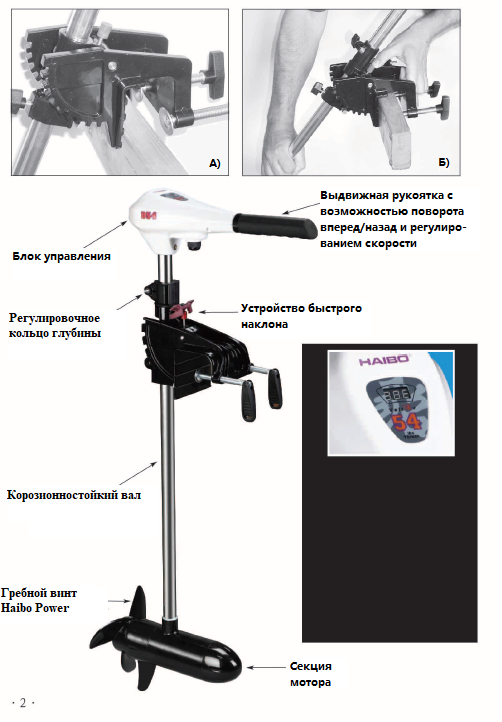 А)
Б)
Выдвижная рукоятка с
возможностью поворота
вперед/назад и регулиро-
ванием скорости
Блок управления
Регулировочное
кольцо глубины
Устройство быстрого
наклона
HAIBO
54
Корозионностойкий вал
Гребной винт
Haibo Power
Секция
мотора
· 2 ·